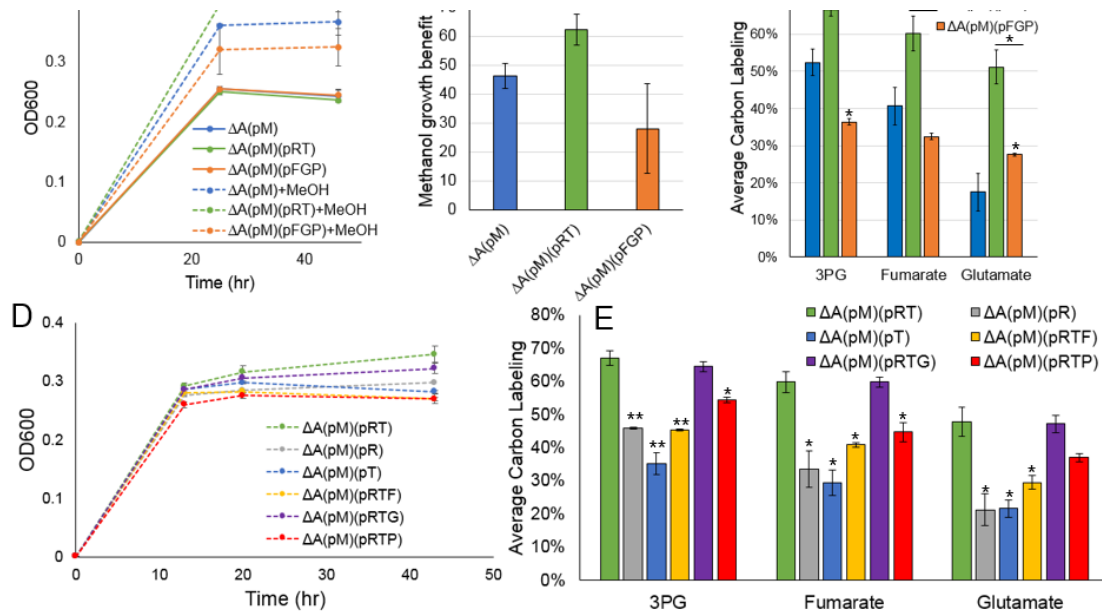 0.3
0.2
0.1
0
OD600
0
20
40
Time (hr)
ΔA(pM)
ΔA(pM)(pRT)
ΔA(pM)(pFGP)
ΔA(pM)+MeOH
ΔA(pM)(pRT)+MeOH
ΔA(pM)(pFGP)+MeOH
60
50
40
30
20
10
0
Methanol growth benefit
ΔA(pM)
ΔA(pM)(pRT)
ΔA(pM)(pFGP)
ΔA(pM)(pFGP)
60%
50%
40%
30%
20%
10%
0%
Average Carbon Labeling
*
*
*
3PG
Fumarate
Glutamate
D
0.4
0.3
0.2
0.1
0
OD600
0
10
20
30
40
50
Time (hr)
ΔA(pM)(pRT)
ΔA(pM)(pR)
ΔA(pM)(pT)
ΔA(pM)(pRTF)
ΔA(pM)(pRTG)
ΔA(pM)(pRTP)
E
ΔA(pM)(pRT)
ΔA(pM)(pR)
ΔA(pM)(pT)
ΔA(pM)(pRTF)
ΔA(pM)(pRTG)
ΔA(pM)(pRTP)
80%
70%
60%
50%
40%
30%
20%
10%
0%
Average Carbon Labeling
** ** ** *
* * * *
* * *
3PG
Fumarate
Glutamate